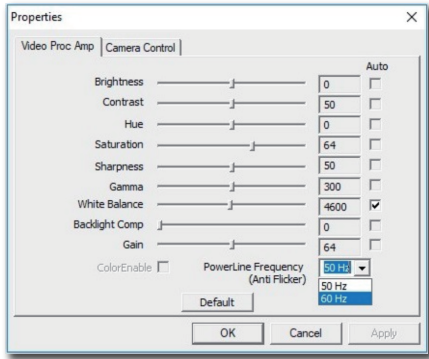 Properties
Video Proc Amp Camera Control
Auto
Brightness 0
Contrast 50
Hue 0
Saturation 64
Sharpness 50
Gamma 300
White Balance 4600
Backlight Comp 0
Gain 64
ColorEnable PowerLine Frequency 50 Hz
(Anti Flicker)
50 Hz
60 Hz
Default
OK Cancel Apply